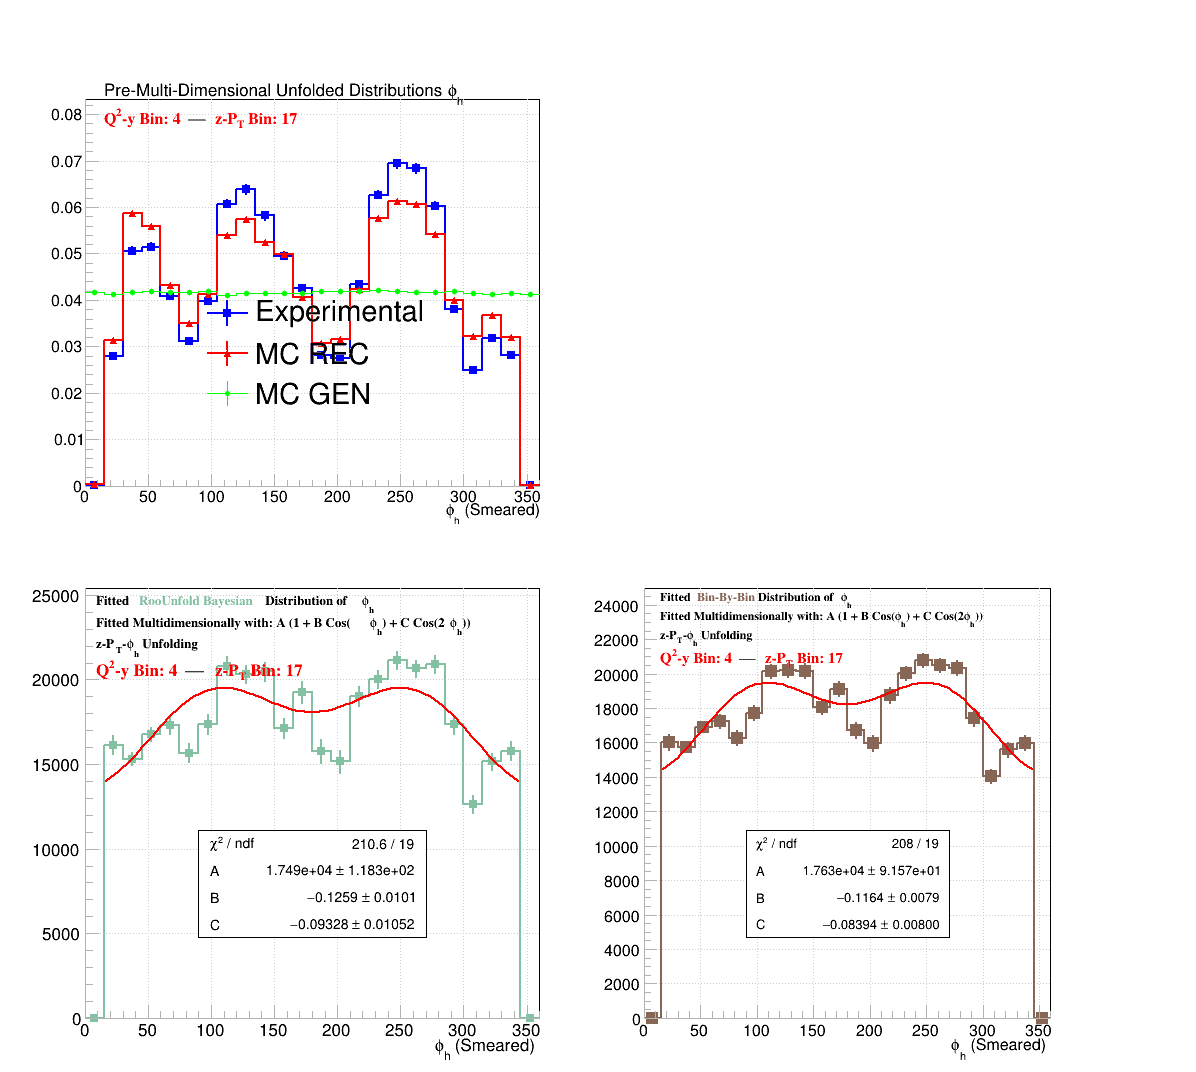 Pre-Multi-Dimensional Unfolded Distributions ϕh
Q²-y Bin: 4 — z-PT Bin: 17
0.08
0.07
0.06
0.05
0.04
0.03
0.02
0.01
0
Experimental
MC REC
MC GEN
0 50 100 150 200 250 300 350
ϕh (Smeared)
Fitted RooUnfold Bayesian Distribution of ϕh
Fitted Multidimensionally with: A (1 + B Cos(ϕh) + C Cos(2 ϕh))
z-PT-ϕh Unfolding
Q²-y Bin: 4 — z-PT Bin: 17
25000
20000
15000
10000
5000
0
χ² / ndf 210.6 / 19
A 1.749e+04 ± 1.183e+02
B −0.1259 ± 0.0101
C −0.09328 ± 0.01052
0 50 100 150 200 250 300 350
ϕh (Smeared)
Fitted Bin-By-Bin Distribution of ϕh
Fitted Multidimensionally with: A (1 + B Cos(ϕh) + C Cos(2ϕh))
z-PT-ϕh Unfolding
Q²-y Bin: 4 — z-PT Bin: 17
24000
22000
20000
18000
16000
14000
12000
10000
8000
6000
4000
2000
0
χ² / ndf 208 / 19
A 1.763e+04 ± 9.157e+01
B −0.1164 ± 0.0079
C −0.08394 ± 0.00800
0 50 100 150 200 250 300 350
ϕh (Smeared)